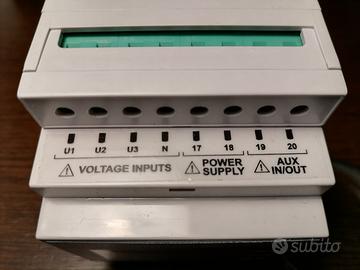 U1 U2 U3 N 17 18 19 20
⚠ VOLTAGE INPUTS ⚠ POWER SUPPLY ⚠ AUX IN/OUT
subito